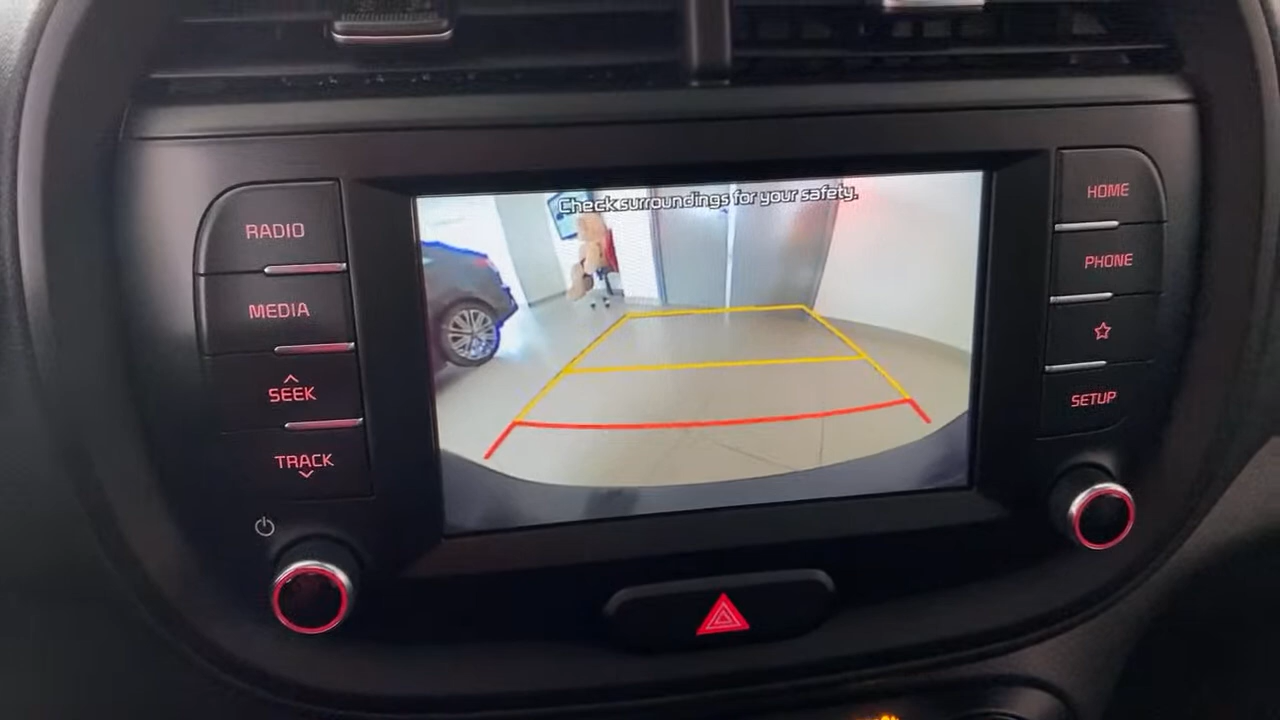 Check surroundings for your safety.
RADIO
MEDIA
SEEK
TRACK
HOME
PHONE
SETUP